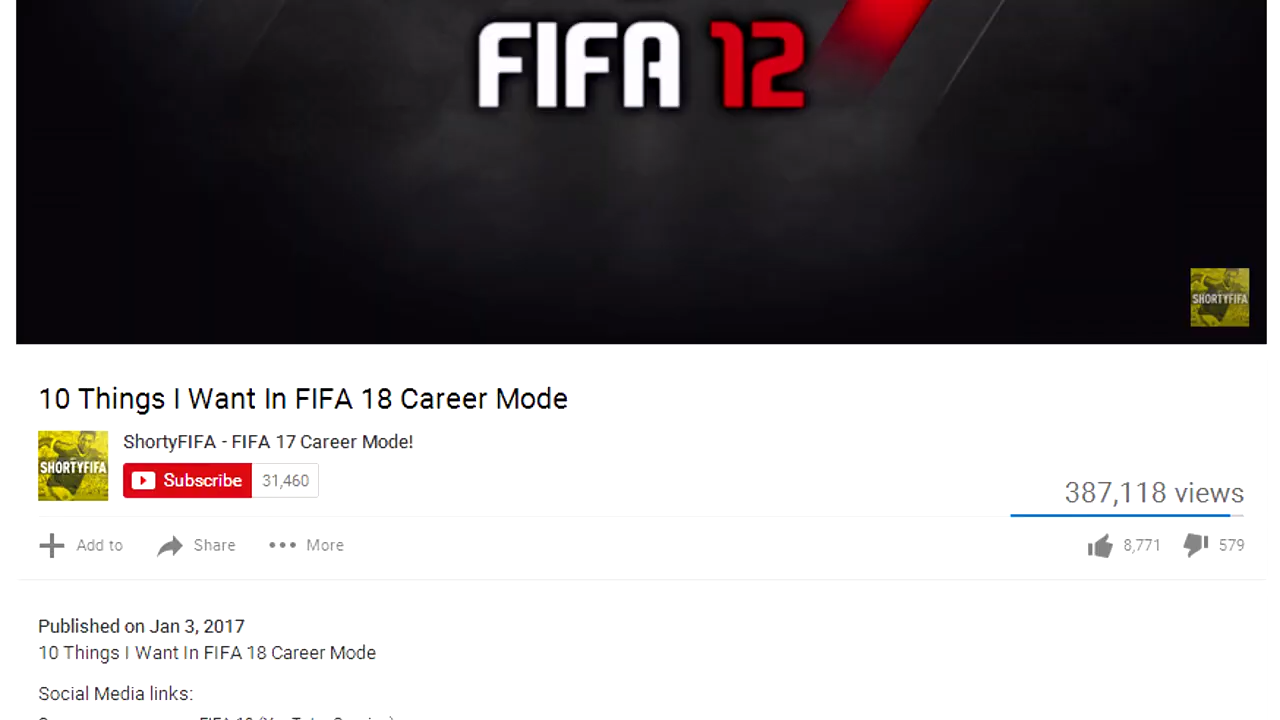 FIFA 12
SHORTYFIFA
10 Things I Want In FIFA 18 Career Mode
SHORTYFIFA
ShortyFIFA - FIFA 17 Career Mode!
Subscribe 31,460
387,118 views
Add to Share More 8,771 579
Published on Jan 3, 2017
10 Things I Want In FIFA 18 Career Mode
Social Media links: